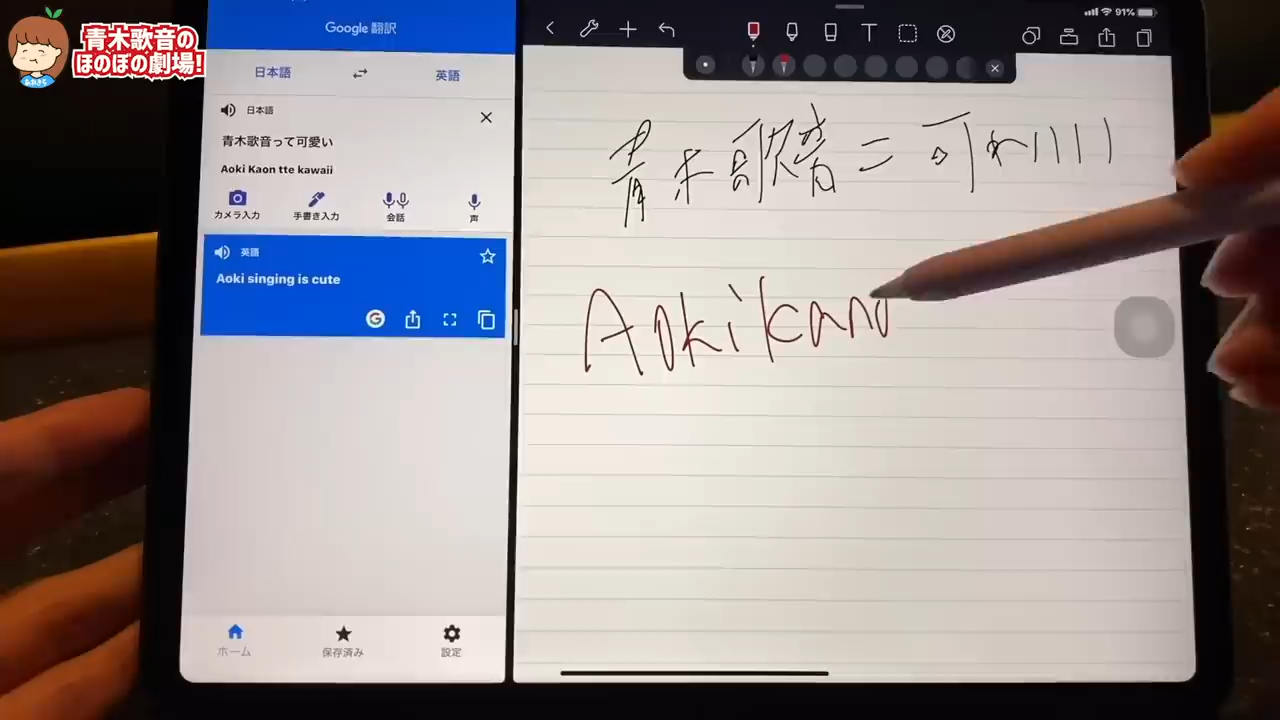 青木歌音の
ほのぼの劇場!
Google 翻訳
日本語
英語
日本語
青木歌音って可愛い
Aoki Kaon tte kawaii
カメラ入力
手書き入力
会話
声
英語
Aoki singing is cute
ホーム
保存済み
設定
91%
T
青木歌音=可わいい
Aoki kano